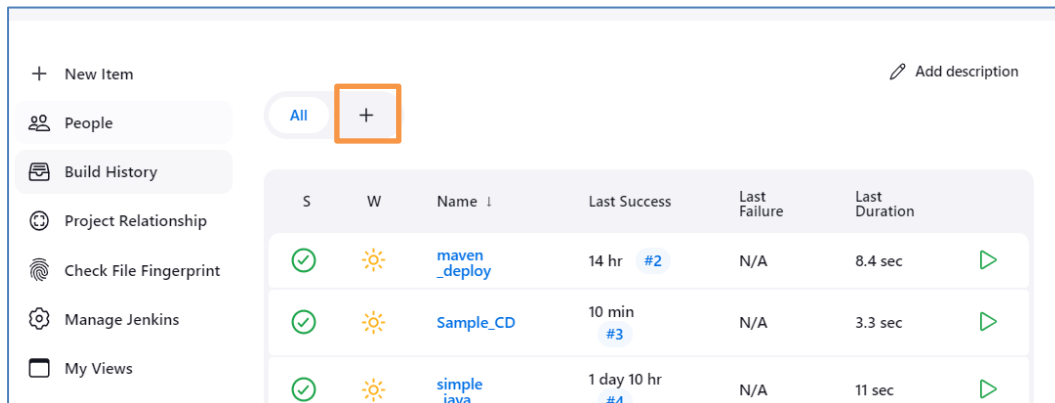 New Item
Add description
People
All
Build History
S W Name ↓ Last Success Last Failure Last Duration
Project Relationship
maven
_deploy
14 hr #2 N/A 8.4 sec
Check File Fingerprint
Manage Jenkins
Sample_CD
10 min
#3
N/A 3.3 sec
My Views
simple
_java
1 day 10 hr
#4
N/A 11 sec